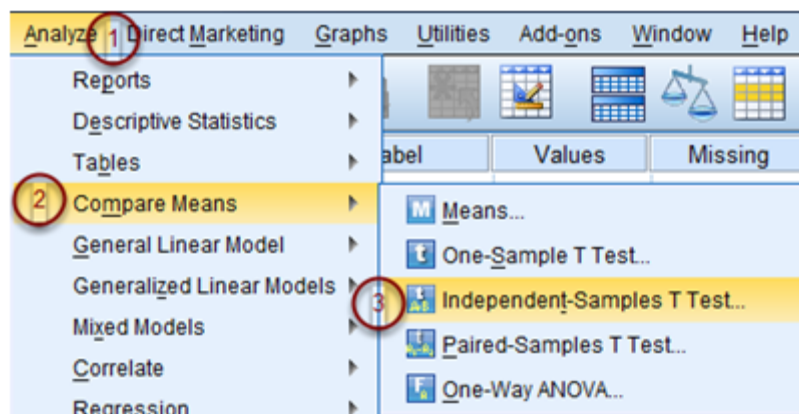 Analyze 1 Direct Marketing Graphs Utilities Add-ons Window Help
Reports
Descriptive Statistics
Tables
abel Values Missing
2 Compare Means
Means...
General Linear Model
One-Sample T Test...
Generalized Linear Models
3 Independent-Samples T Test...
Mixed Models
Paired-Samples T Test...
Correlate
One-Way ANOVA...
Regression